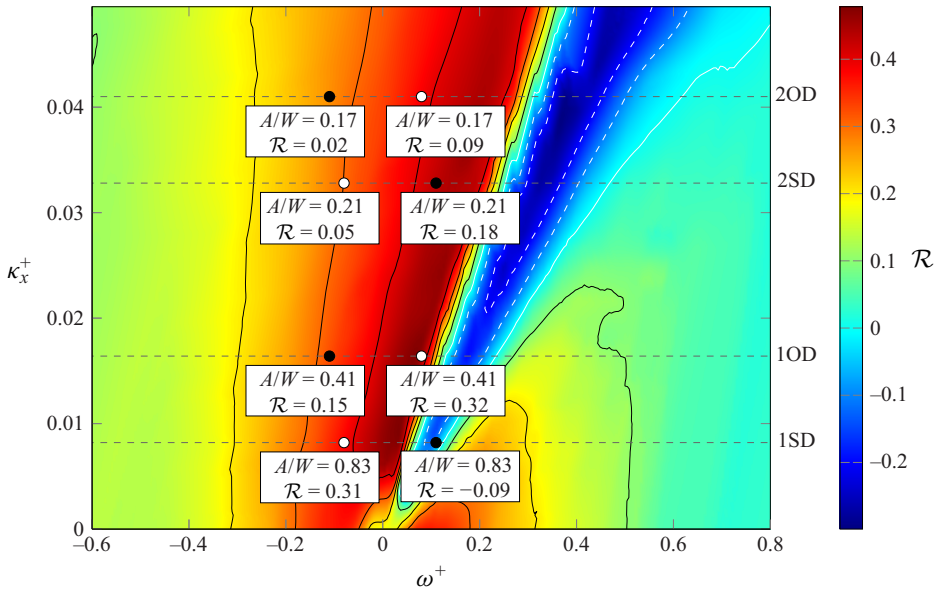 0.04
0.03
0.02
0.01
0
κx+
–0.6
–0.4
–0.2
0
0.2
0.4
0.6
0.8
ω+
A/W = 0.17
R = 0.02
A/W = 0.17
R = 0.09
2OD
A/W = 0.21
R = 0.05
A/W = 0.21
R = 0.18
2SD
A/W = 0.41
R = 0.15
A/W = 0.41
R = 0.32
1OD
A/W = 0.83
R = 0.31
A/W = 0.83
R = −0.09
1SD
0.4
0.3
0.2
0.1
0
–0.1
–0.2
R